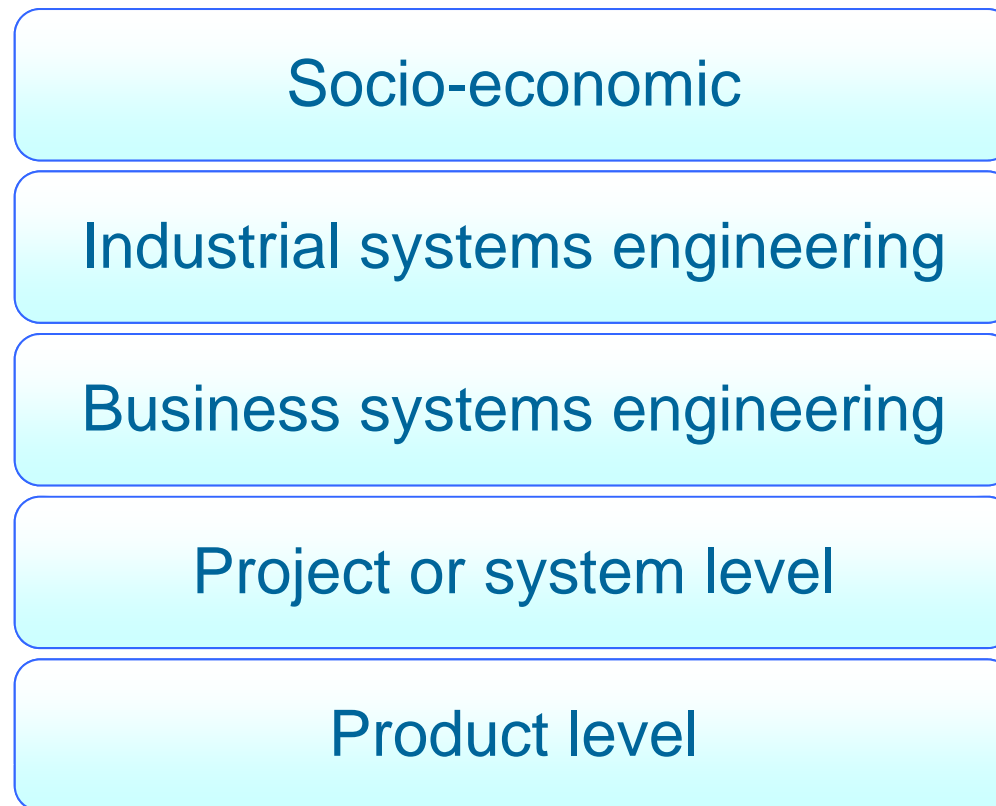 Socio-economic
Industrial systems engineering
Business systems engineering
Project or system level
Product level